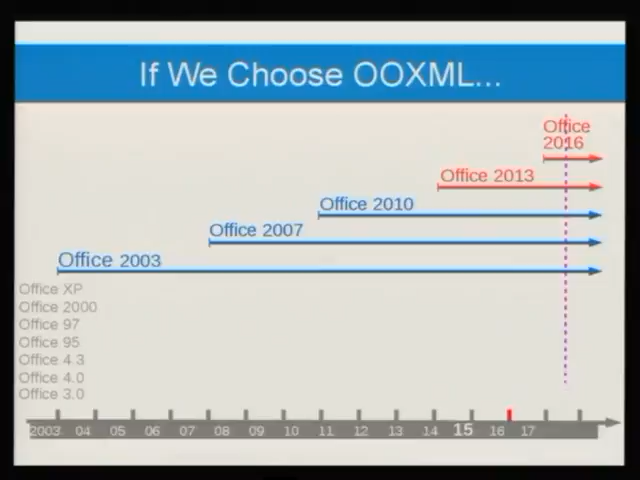 If We Choose OOXML...
Office
2016
Office 2013
Office 2010
Office 2007
Office 2003
Office XP
Office 2000
Office 97
Office 95
Office 4.3
Office 4.0
Office 3.0
2003 04 05 06 07 08 09 10 11 12 13 14 15 16 17